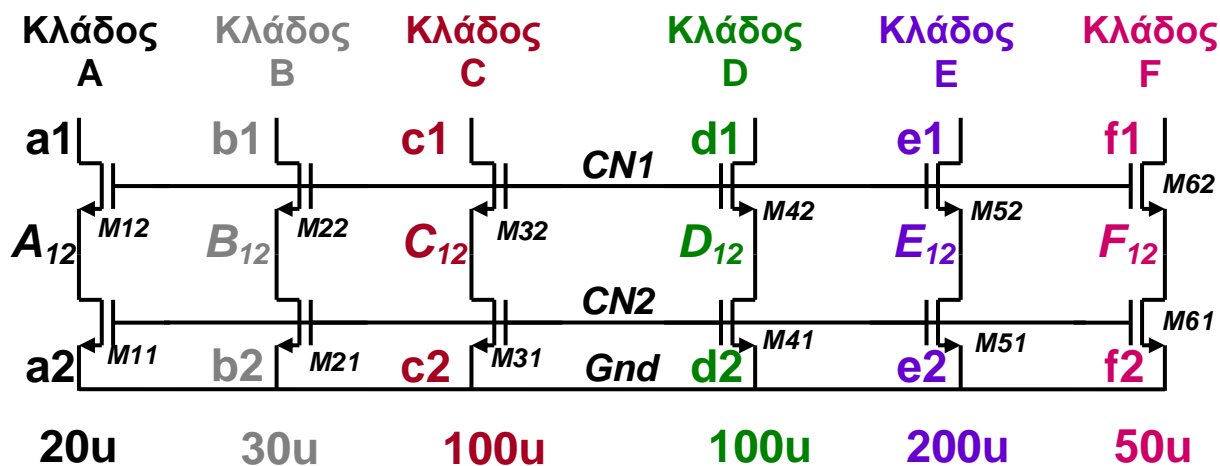 Κλάδος Κλάδος Κλάδος Κλάδος Κλάδος Κλάδος
A B C D E F
a1 b1 c1 CN1 d1 e1 f1
M12 M22 M32 M42 M52 M62
A12 B12 C12 D12 E12 F12
CN2
M11 M21 M31 M41 M51 M61
a2 b2 c2 Gnd d2 e2 f2
20u 30u 100u 100u 200u 50u